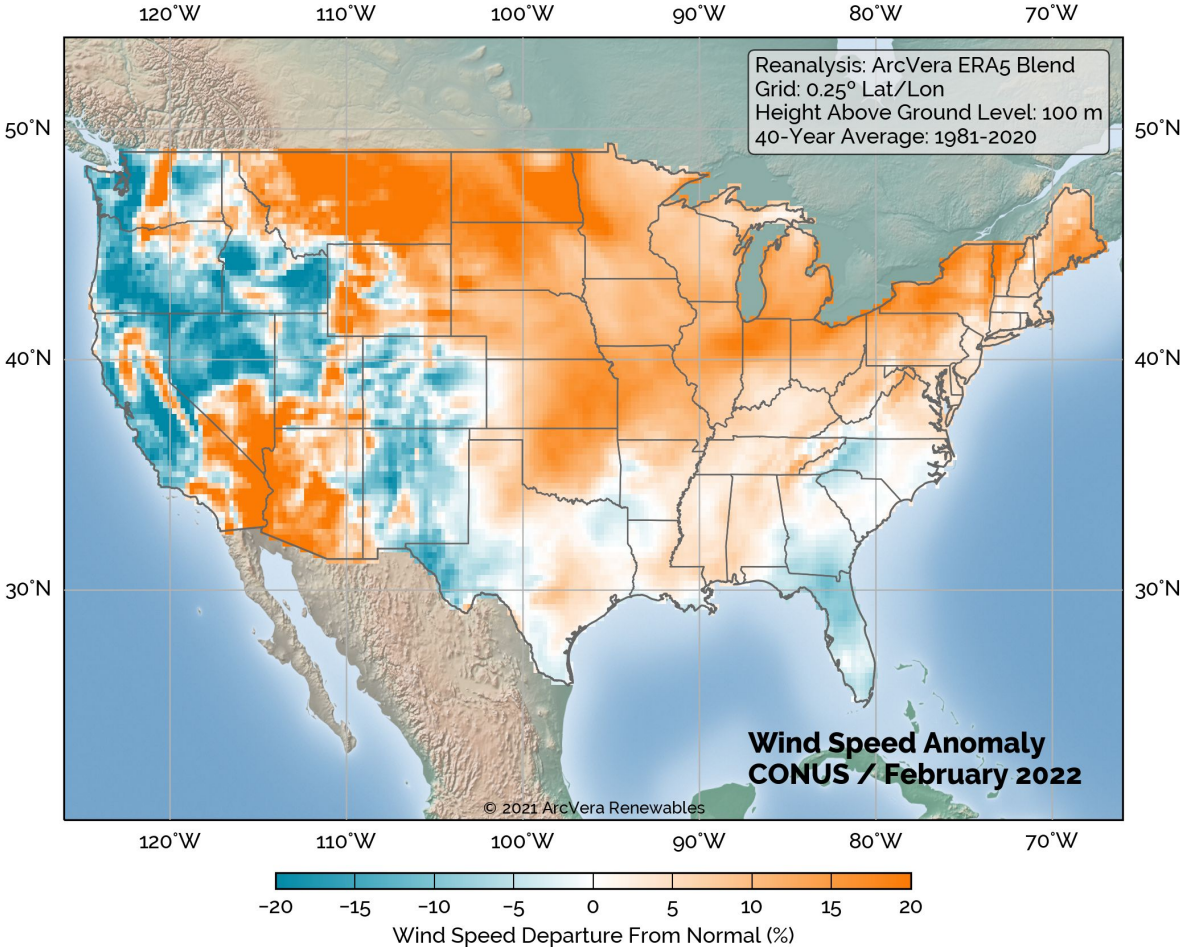 120°W 110°W 100°W 90°W 80°W 70°W
Reanalysis: ArcVera ERA5 Blend
Grid: 0.25º Lat/Lon
Height Above Ground Level: 100 m
40-Year Average: 1981-2020
50°N 50°N
40°N 40°N
30°N 30°N
Wind Speed Anomaly
CONUS / February 2022
© 2021 ArcVera Renewables
120°W 110°W 100°W 90°W 80°W 70°W
−20 −15 −10 −5 0 5 10 15 20
Wind Speed Departure From Normal (%)